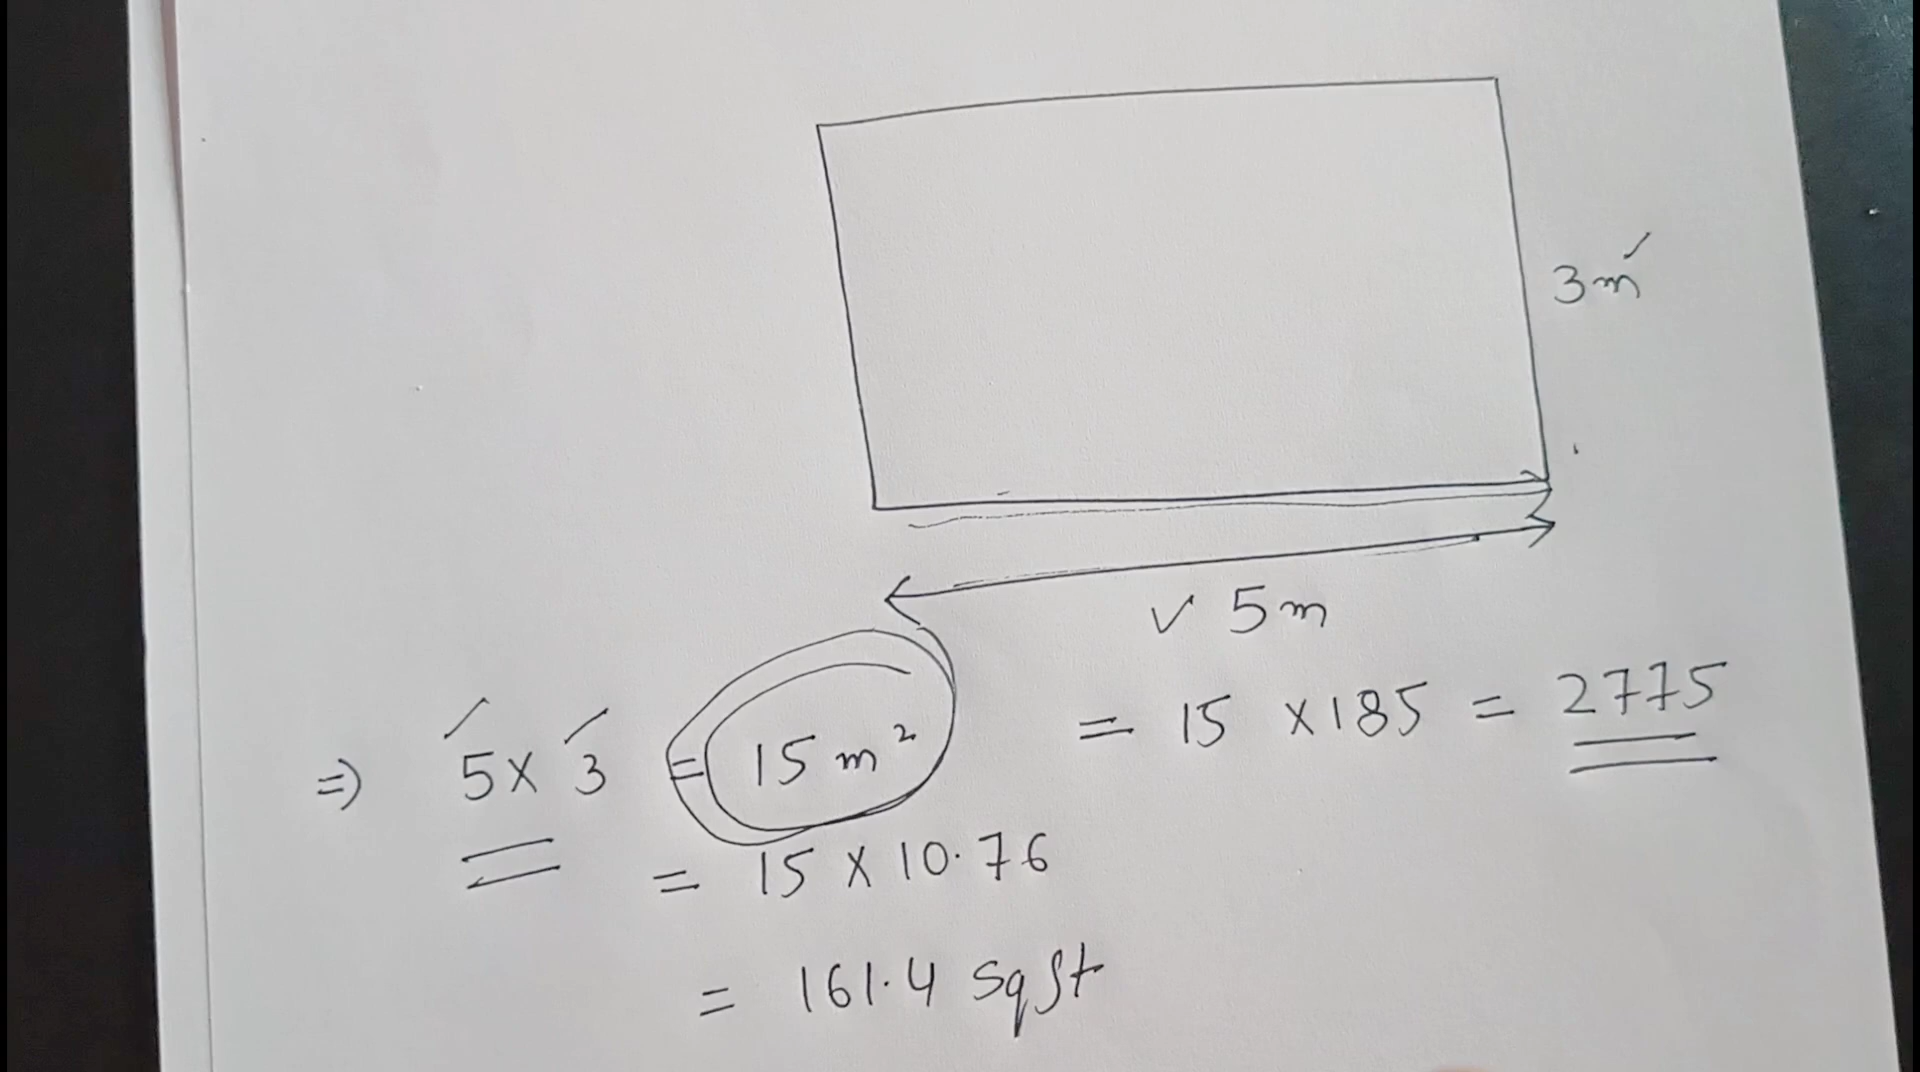 3m
✓ 5m
⇒ 5 x 3 = 15 m² = 15 x 185 = 2775
= 15 x 10.76
= 161.4 sqft